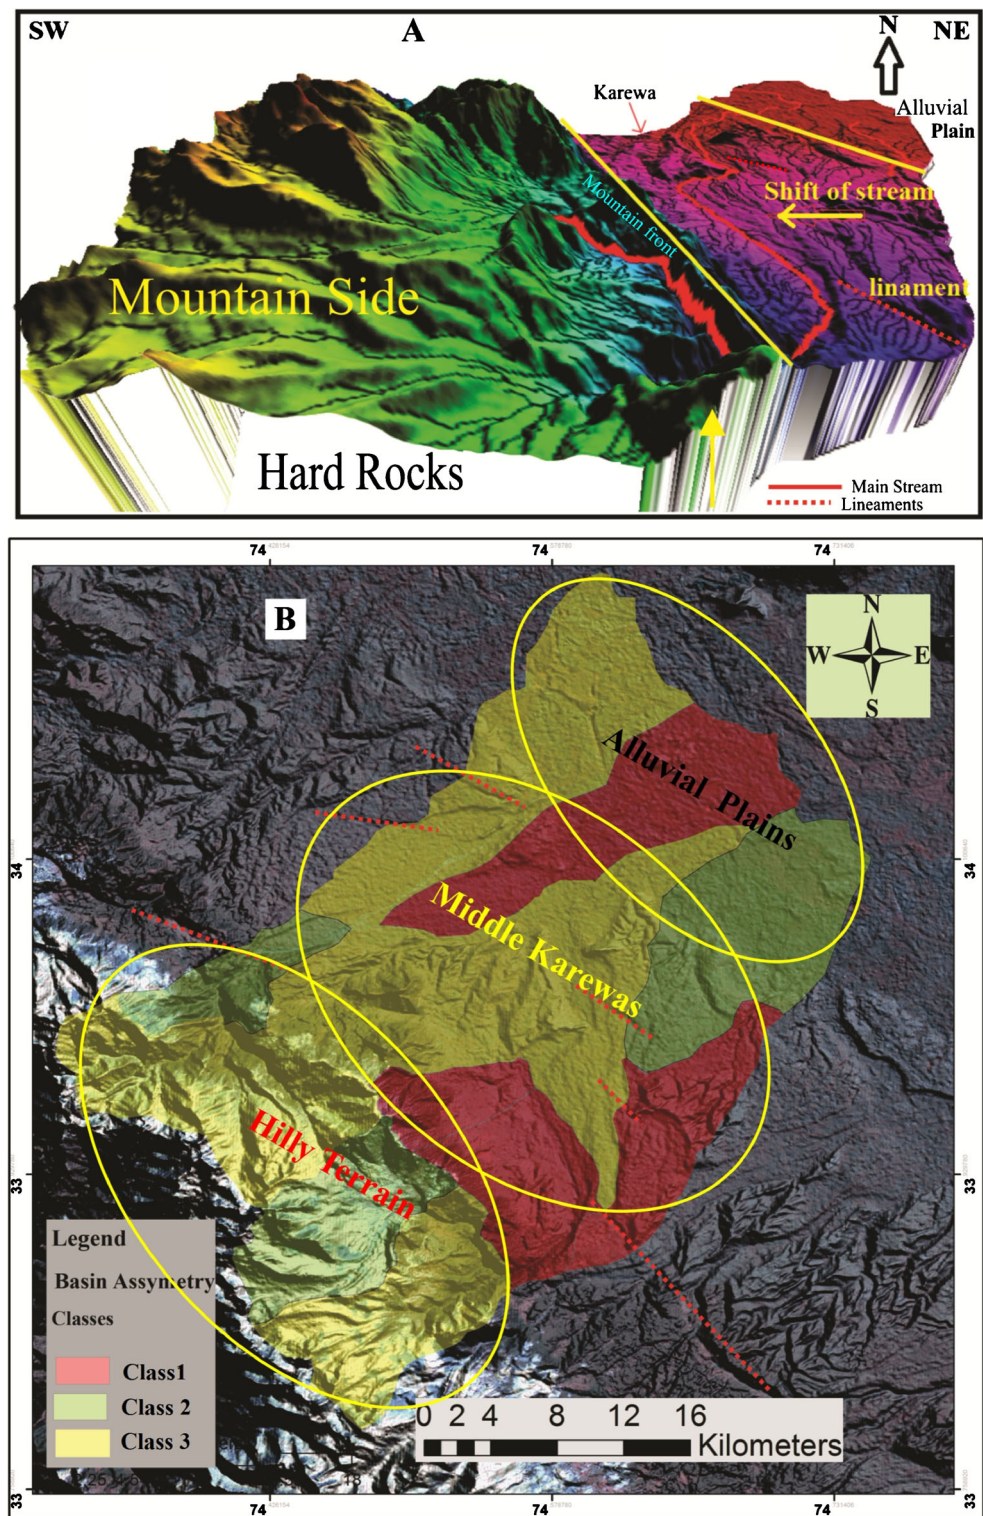 SW
A
N
NE
Karewa
Alluvial
Plain
Shift of stream
Mountain front
linament
Mountain Side
Hard Rocks
Main Stream
Lineaments
74
74
74
B
N
W E
S
Alluvial Plains
34
34
Middle Karewas
Hilly Terrain
33
33
Legend
Basin Assymetry
Classes
Class1
Class 2
Class 3
0 2 4 8 12 16
Kilometers
33
33
74
74
74